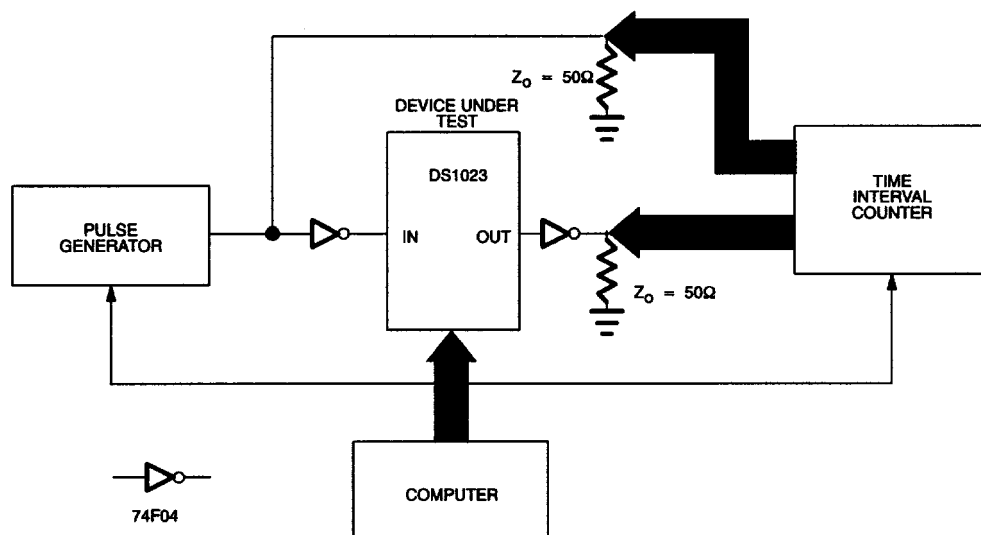 Z₀ = 50Ω
DEVICE UNDER
TEST
DS1023
TIME
INTERVAL
COUNTER
PULSE
GENERATOR
IN
OUT
Z₀ = 50Ω
COMPUTER
74F04